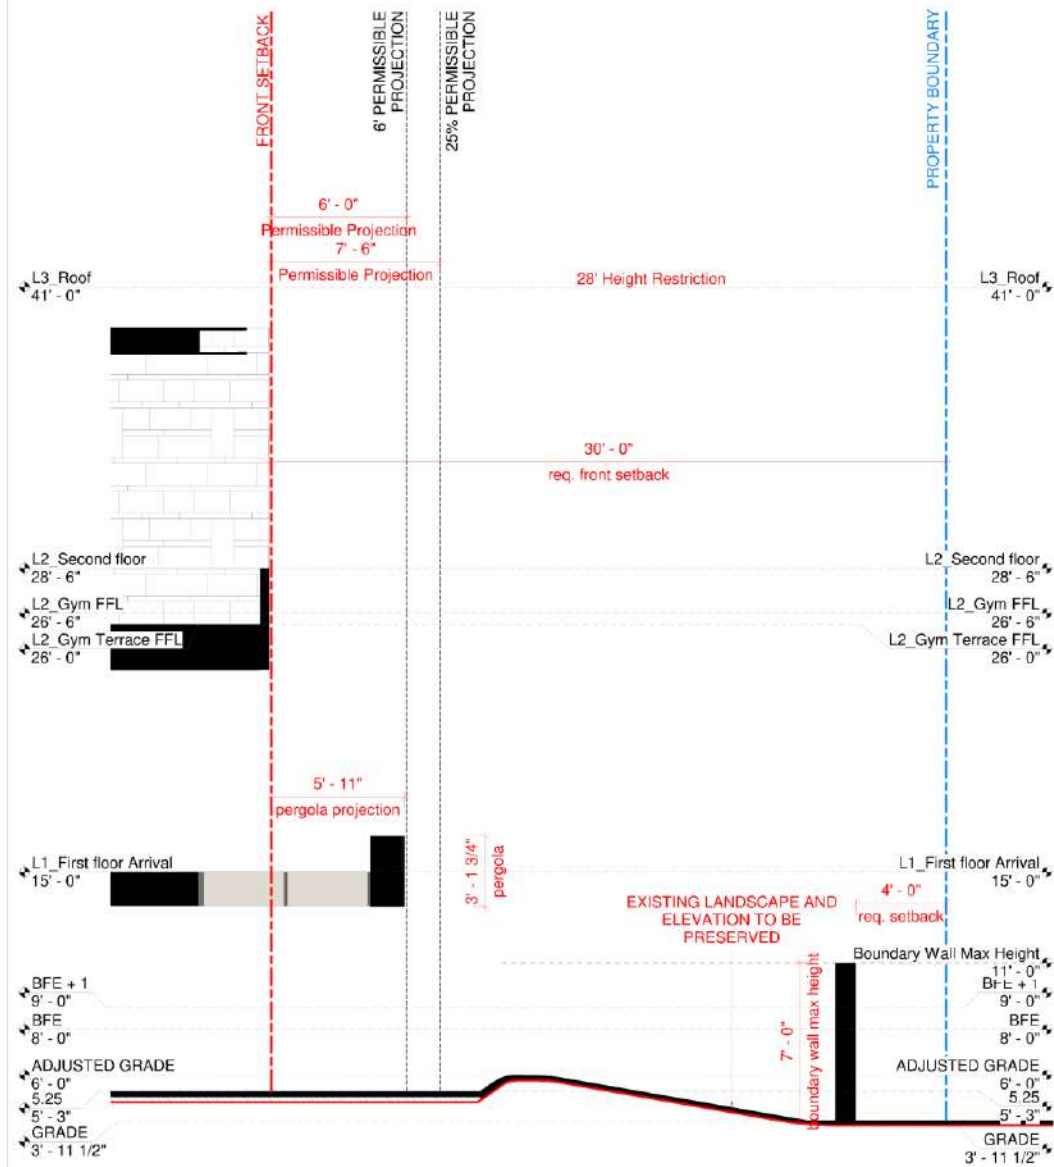 FRONT SETBACK
6' PERMISSIBLE
PROJECTION
25% PERMISSIBLE
PROJECTION
PROPERTY BOUNDARY
6' - 0"
Permissible Projection
7' - 6"
Permissible Projection
28' Height Restriction
L3_Roof
41' - 0"
L3_Roof
41' - 0"
30' - 0"
req. front setback
L2_Second floor
28' - 6"
L2_Gym FFL
26' - 6"
L2_Gym Terrace FFL
26' - 0"
L2_Second floor
28' - 6"
L2_Gym FFL
26' - 6"
L2_Gym Terrace FFL
26' - 0"
5' - 11"
pergola projection
3' - 1 3/4"
pergola
L1_First floor Arrival
15' - 0"
L1_First floor Arrival
15' - 0"
4' - 0"
req. setback
EXISTING LANDSCAPE AND
ELEVATION TO BE
PRESERVED
Boundary Wall Max Height
11' - 0"
7' - 0"
boundary wall max height
BFE + 1
9' - 0"
BFE
8' - 0"
ADJUSTED GRADE
6' - 0"
5.25
5' - 3"
GRADE
3' - 11 1/2"
BFE + 1
9' - 0"
BFE
8' - 0"
ADJUSTED GRADE
6' - 0"
5.25
5' - 3"
GRADE
3' - 11 1/2"